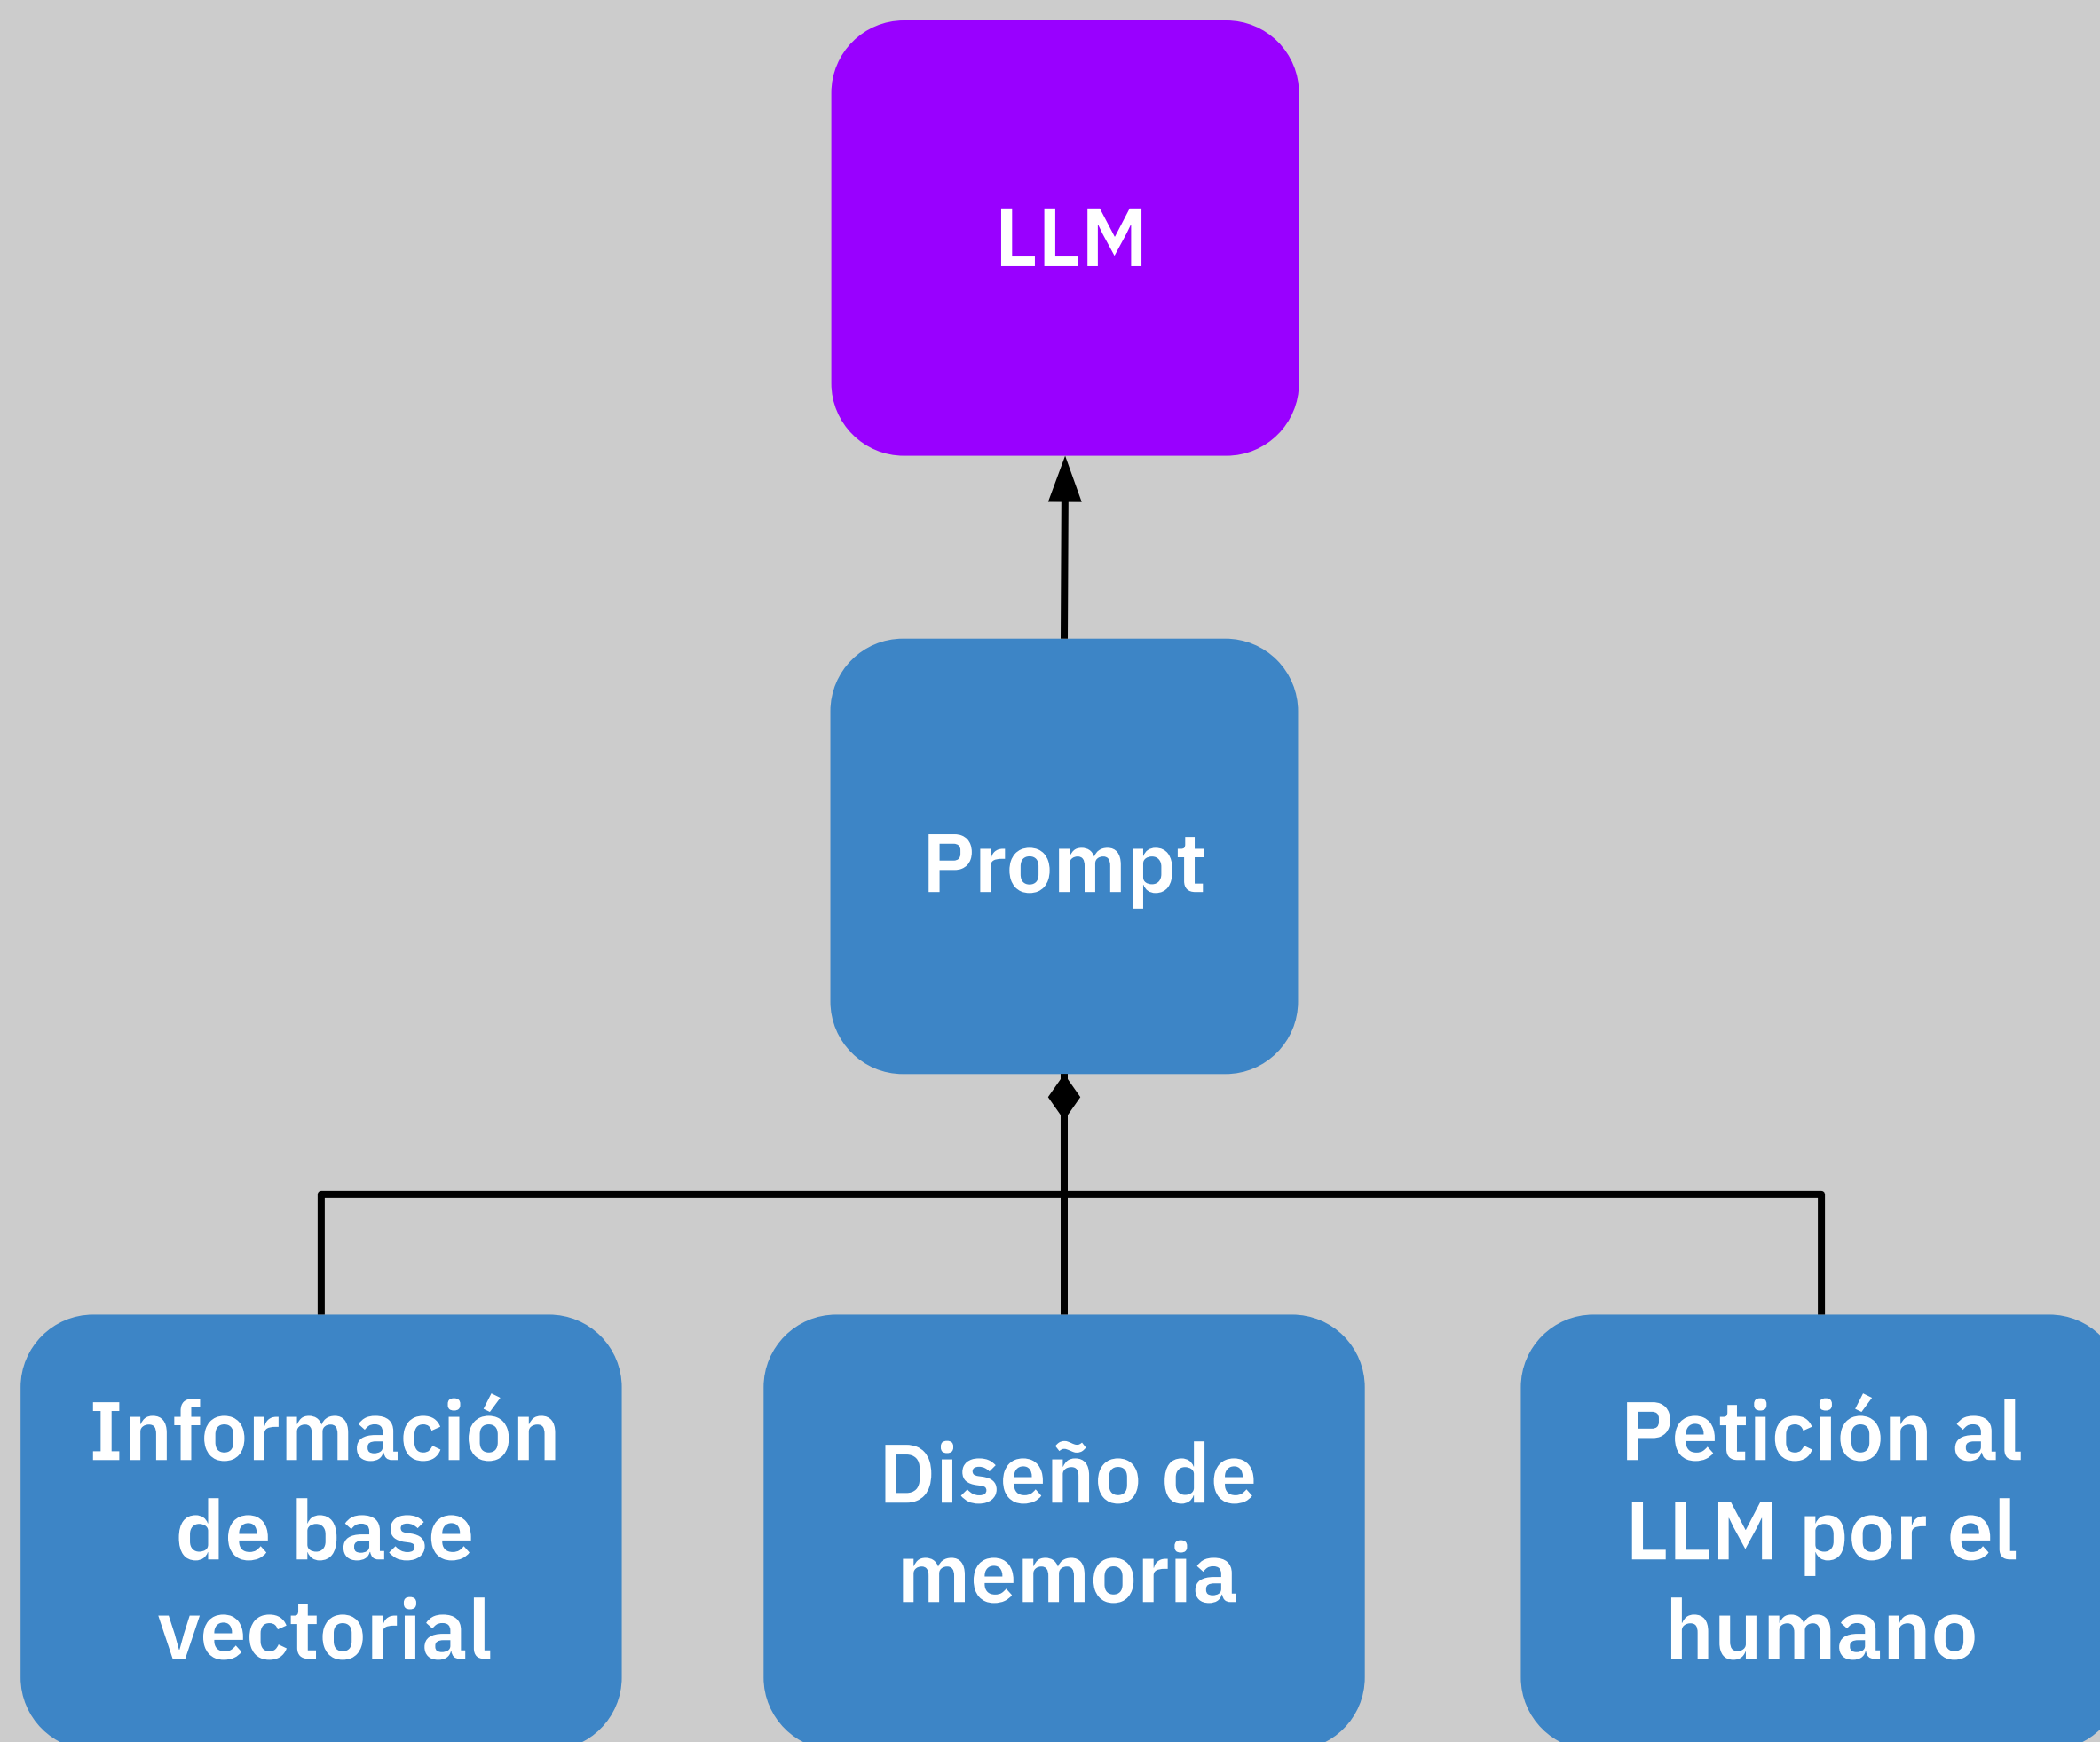 LLM
Prompt
Información
de base
vectorial
Diseño de
memoria
Petición al
LLM por el
humano